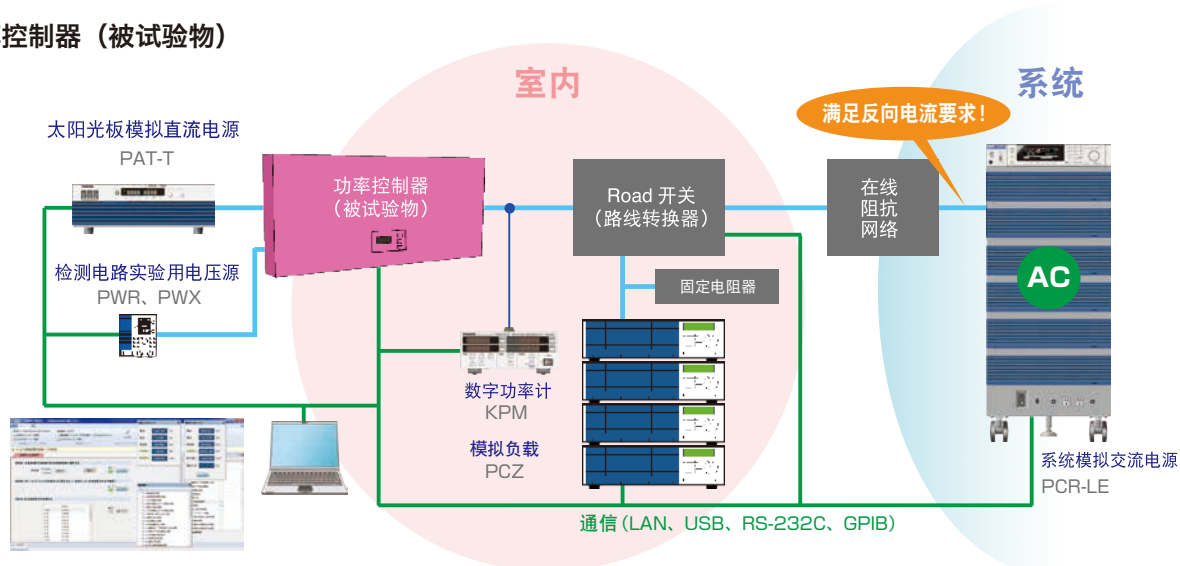 控制器（被试验物）
室内
系统
满足反向电流要求！
太阳光板模拟直流电源
PAT-T
功率控制器
（被试验物）
Road 开关
（路线转换器）
在线
阻抗
网络
检测电路实验用电压源
PWR、PWX
固定电阻器
AC
数字功率计
KPM
模拟负载
PCZ
系统模拟交流电源
PCR-LE
通信（LAN、USB、RS-232C、GPIB）